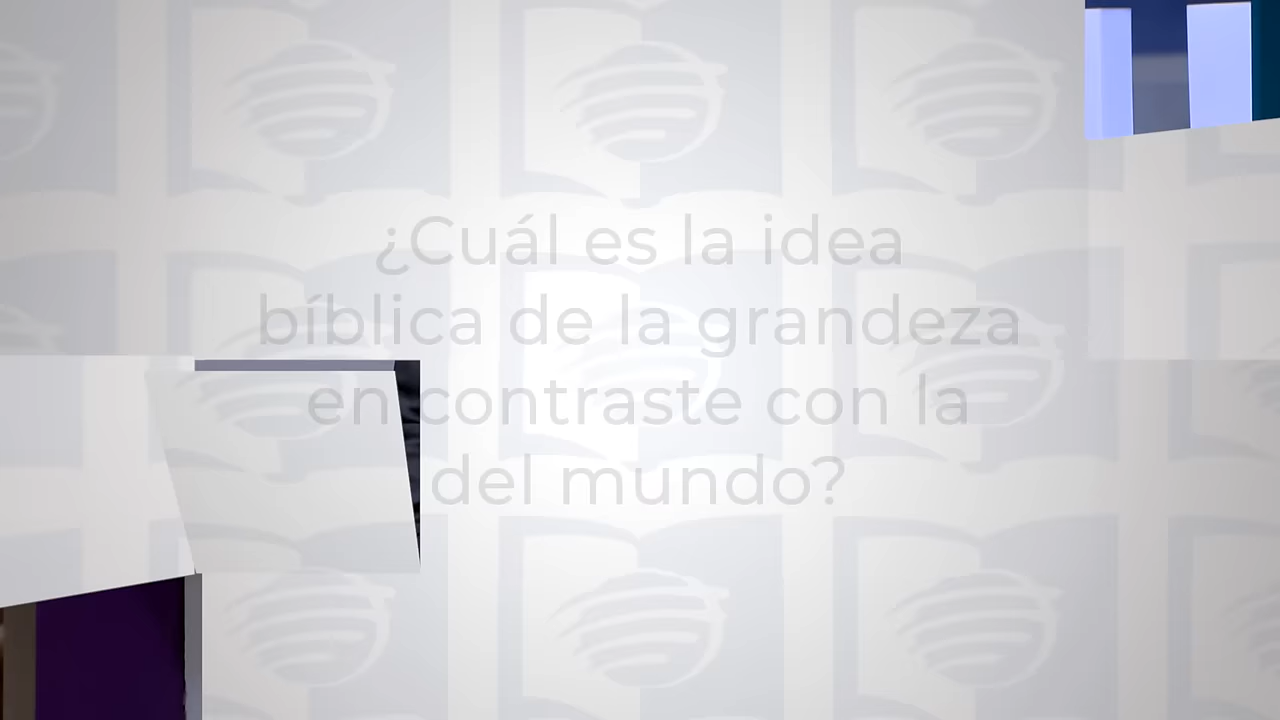 ¿Cuál es la idea
bíblica de la grandeza
en contraste con la
del mundo?